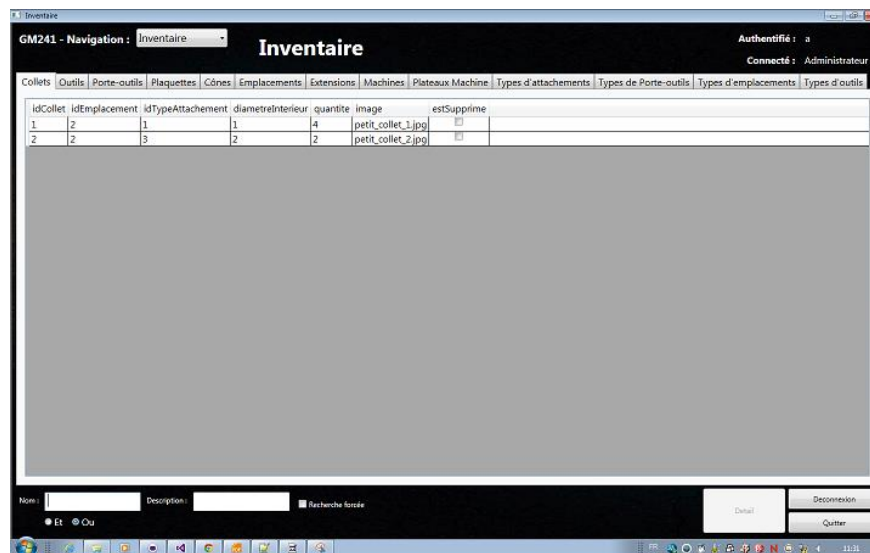 Inventaire
GM241 - Navigation : Inventaire
Inventaire
Authentifié : a
Connecté : Administrateur
Collets Outils Porte-outils Plaquettes Cônes Emplacements Extensions Machines Plateaux Machine Types d'attachements Types de Porte-outils Types d'emplacements Types d'outils
idCollet idEmplacement idTypeAttachement diametreInterieur quantite image estSupprime
1 2 1 1 4 petit_collet_1.jpg
2 2 3 2 2 petit_collet_2.jpg
Nom : Description : Recherche forcée
Et Ou
Detail
Deconnexion
Quitter
FR 11:31